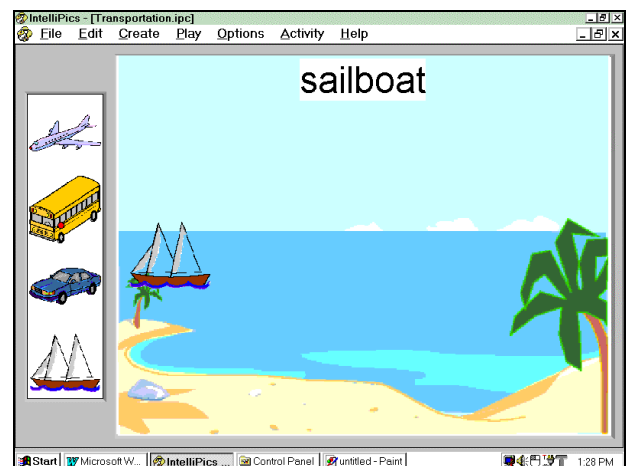 IntelliPics - [Transportation.ipc]
File Edit Create Play Options Activity Help
sailboat
Start Microsoft W... IntelliPics ... Control Panel untitled - Paint 1:28 PM